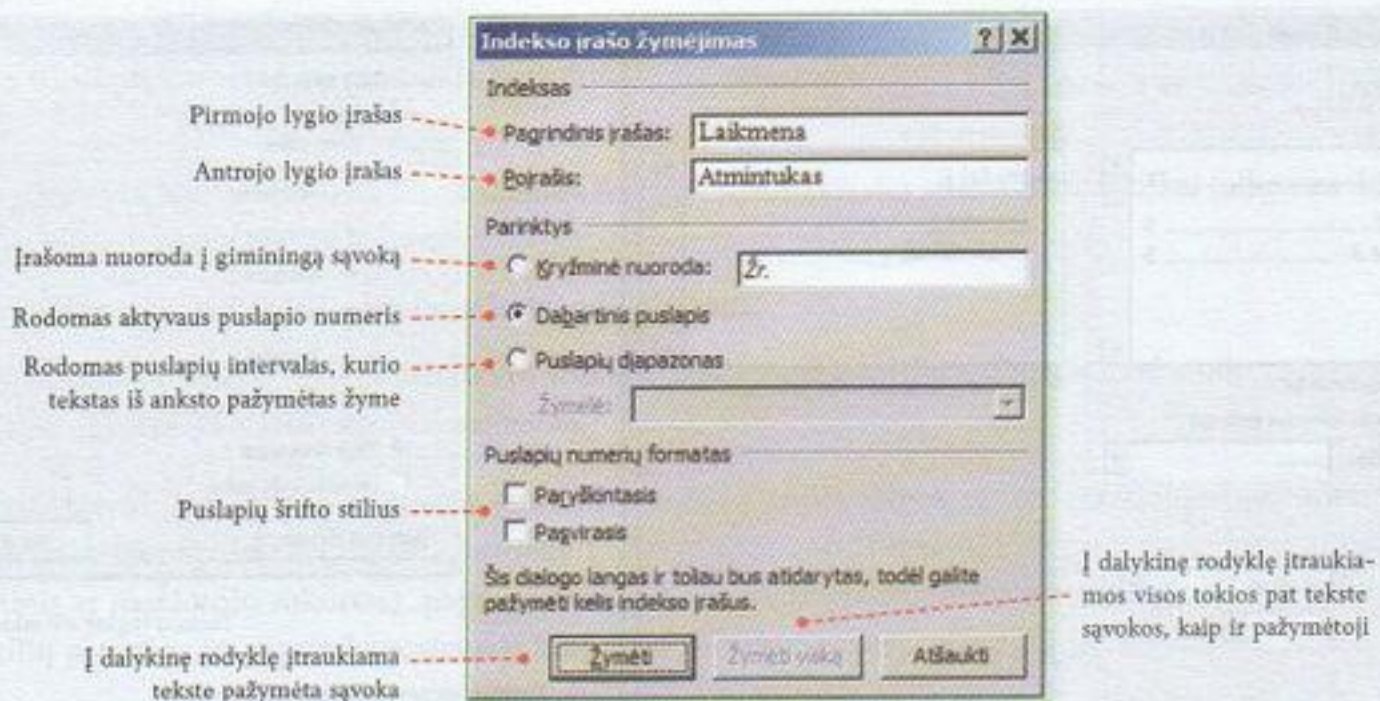 Indekso įrašo žymėjimas
Indeksas
Pirmojo lygio įrašas
Pagrindinis įrašas: Laikmena
Antrojo lygio įrašas
Poįrašis: Atmintukas
Parinktys
Įrašoma nuoroda į giminingą sąvoką
Kryžminė nuoroda: Žr.
Rodomas aktyvaus puslapio numeris
Dabartinis puslapis
Rodomas puslapių intervalas, kurio
tekstas iš anksto pažymėtas žyme
Puslapių djapazonas
Žymelė:
Puslapių numerių formatas
Puslapių šrifto stilius
Paryškintasis
Pasvirasis
Šis dialogo langas ir toliau bus atidarytas, todėl galite
pažymėti kelis indekso įrašus.
Į dalykinę rodyklę įtraukia-
mos visos tokios pat tekste
sąvokos, kaip ir pažymėtoji
Žymėti Žymėti viską Atšaukti
Į dalykinę rodyklę įtraukiama
tekste pažymėta sąvoka